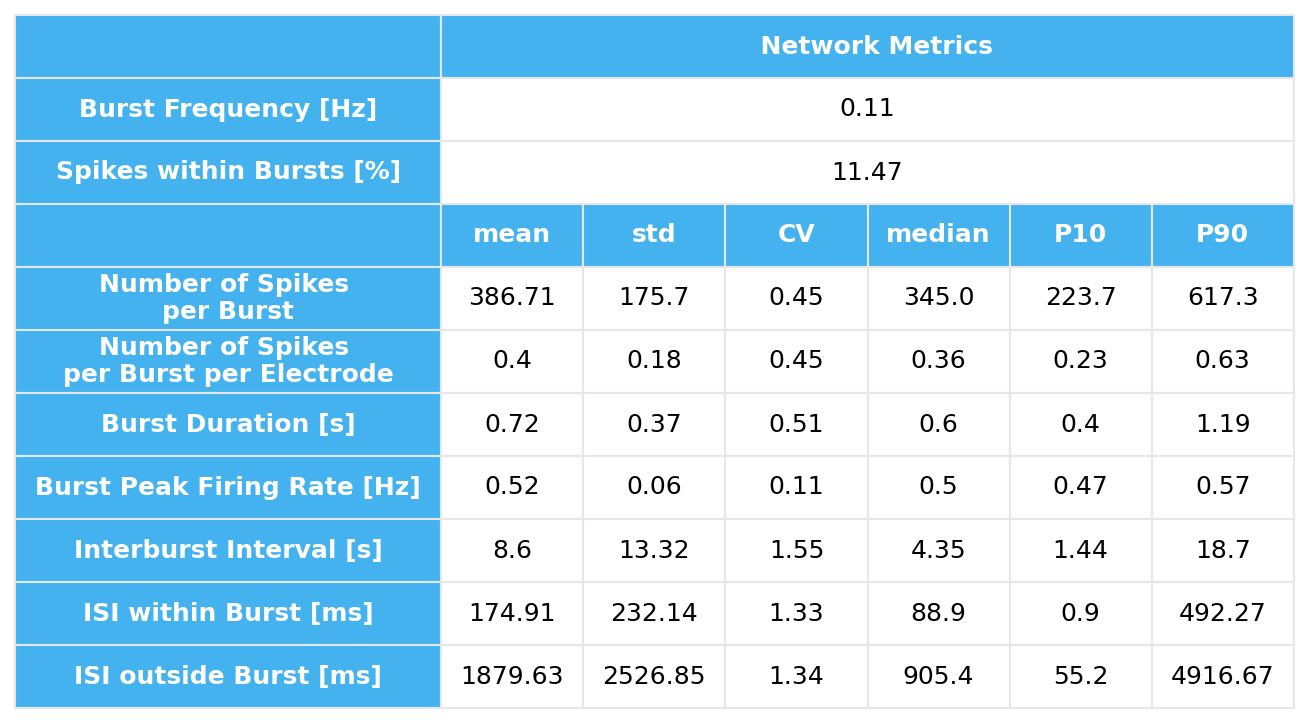 Network Metrics
Burst Frequency [Hz] 0.11
Spikes within Bursts [%] 11.47
mean std CV median P10 P90
Number of Spikes
per Burst 386.71 175.7 0.45 345.0 223.7 617.3
Number of Spikes
per Burst per Electrode 0.4 0.18 0.45 0.36 0.23 0.63
Burst Duration [s] 0.72 0.37 0.51 0.6 0.4 1.19
Burst Peak Firing Rate [Hz] 0.52 0.06 0.11 0.5 0.47 0.57
Interburst Interval [s] 8.6 13.32 1.55 4.35 1.44 18.7
ISI within Burst [ms] 174.91 232.14 1.33 88.9 0.9 492.27
ISI outside Burst [ms] 1879.63 2526.85 1.34 905.4 55.2 4916.67